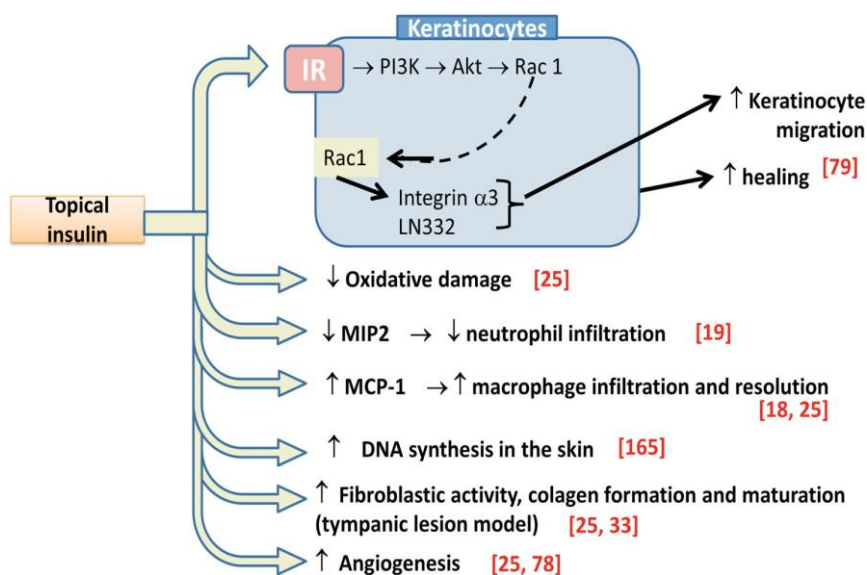 Keratinocytes
IR → PI3K → Akt → Rac 1
↑ Keratinocyte
migration
Rac1
↑ healing [79]
Integrin α3
LN332
Topical
insulin
↓ Oxidative damage [25]
↓ MIP2 → ↓ neutrophil infiltration [19]
↑ MCP-1 → ↑ macrophage infiltration and resolution
[18, 25]
↑ DNA synthesis in the skin [165]
↑ Fibroblastic activity, colagen formation and maturation
(tympanic lesion model) [25, 33]
↑ Angiogenesis [25, 78]